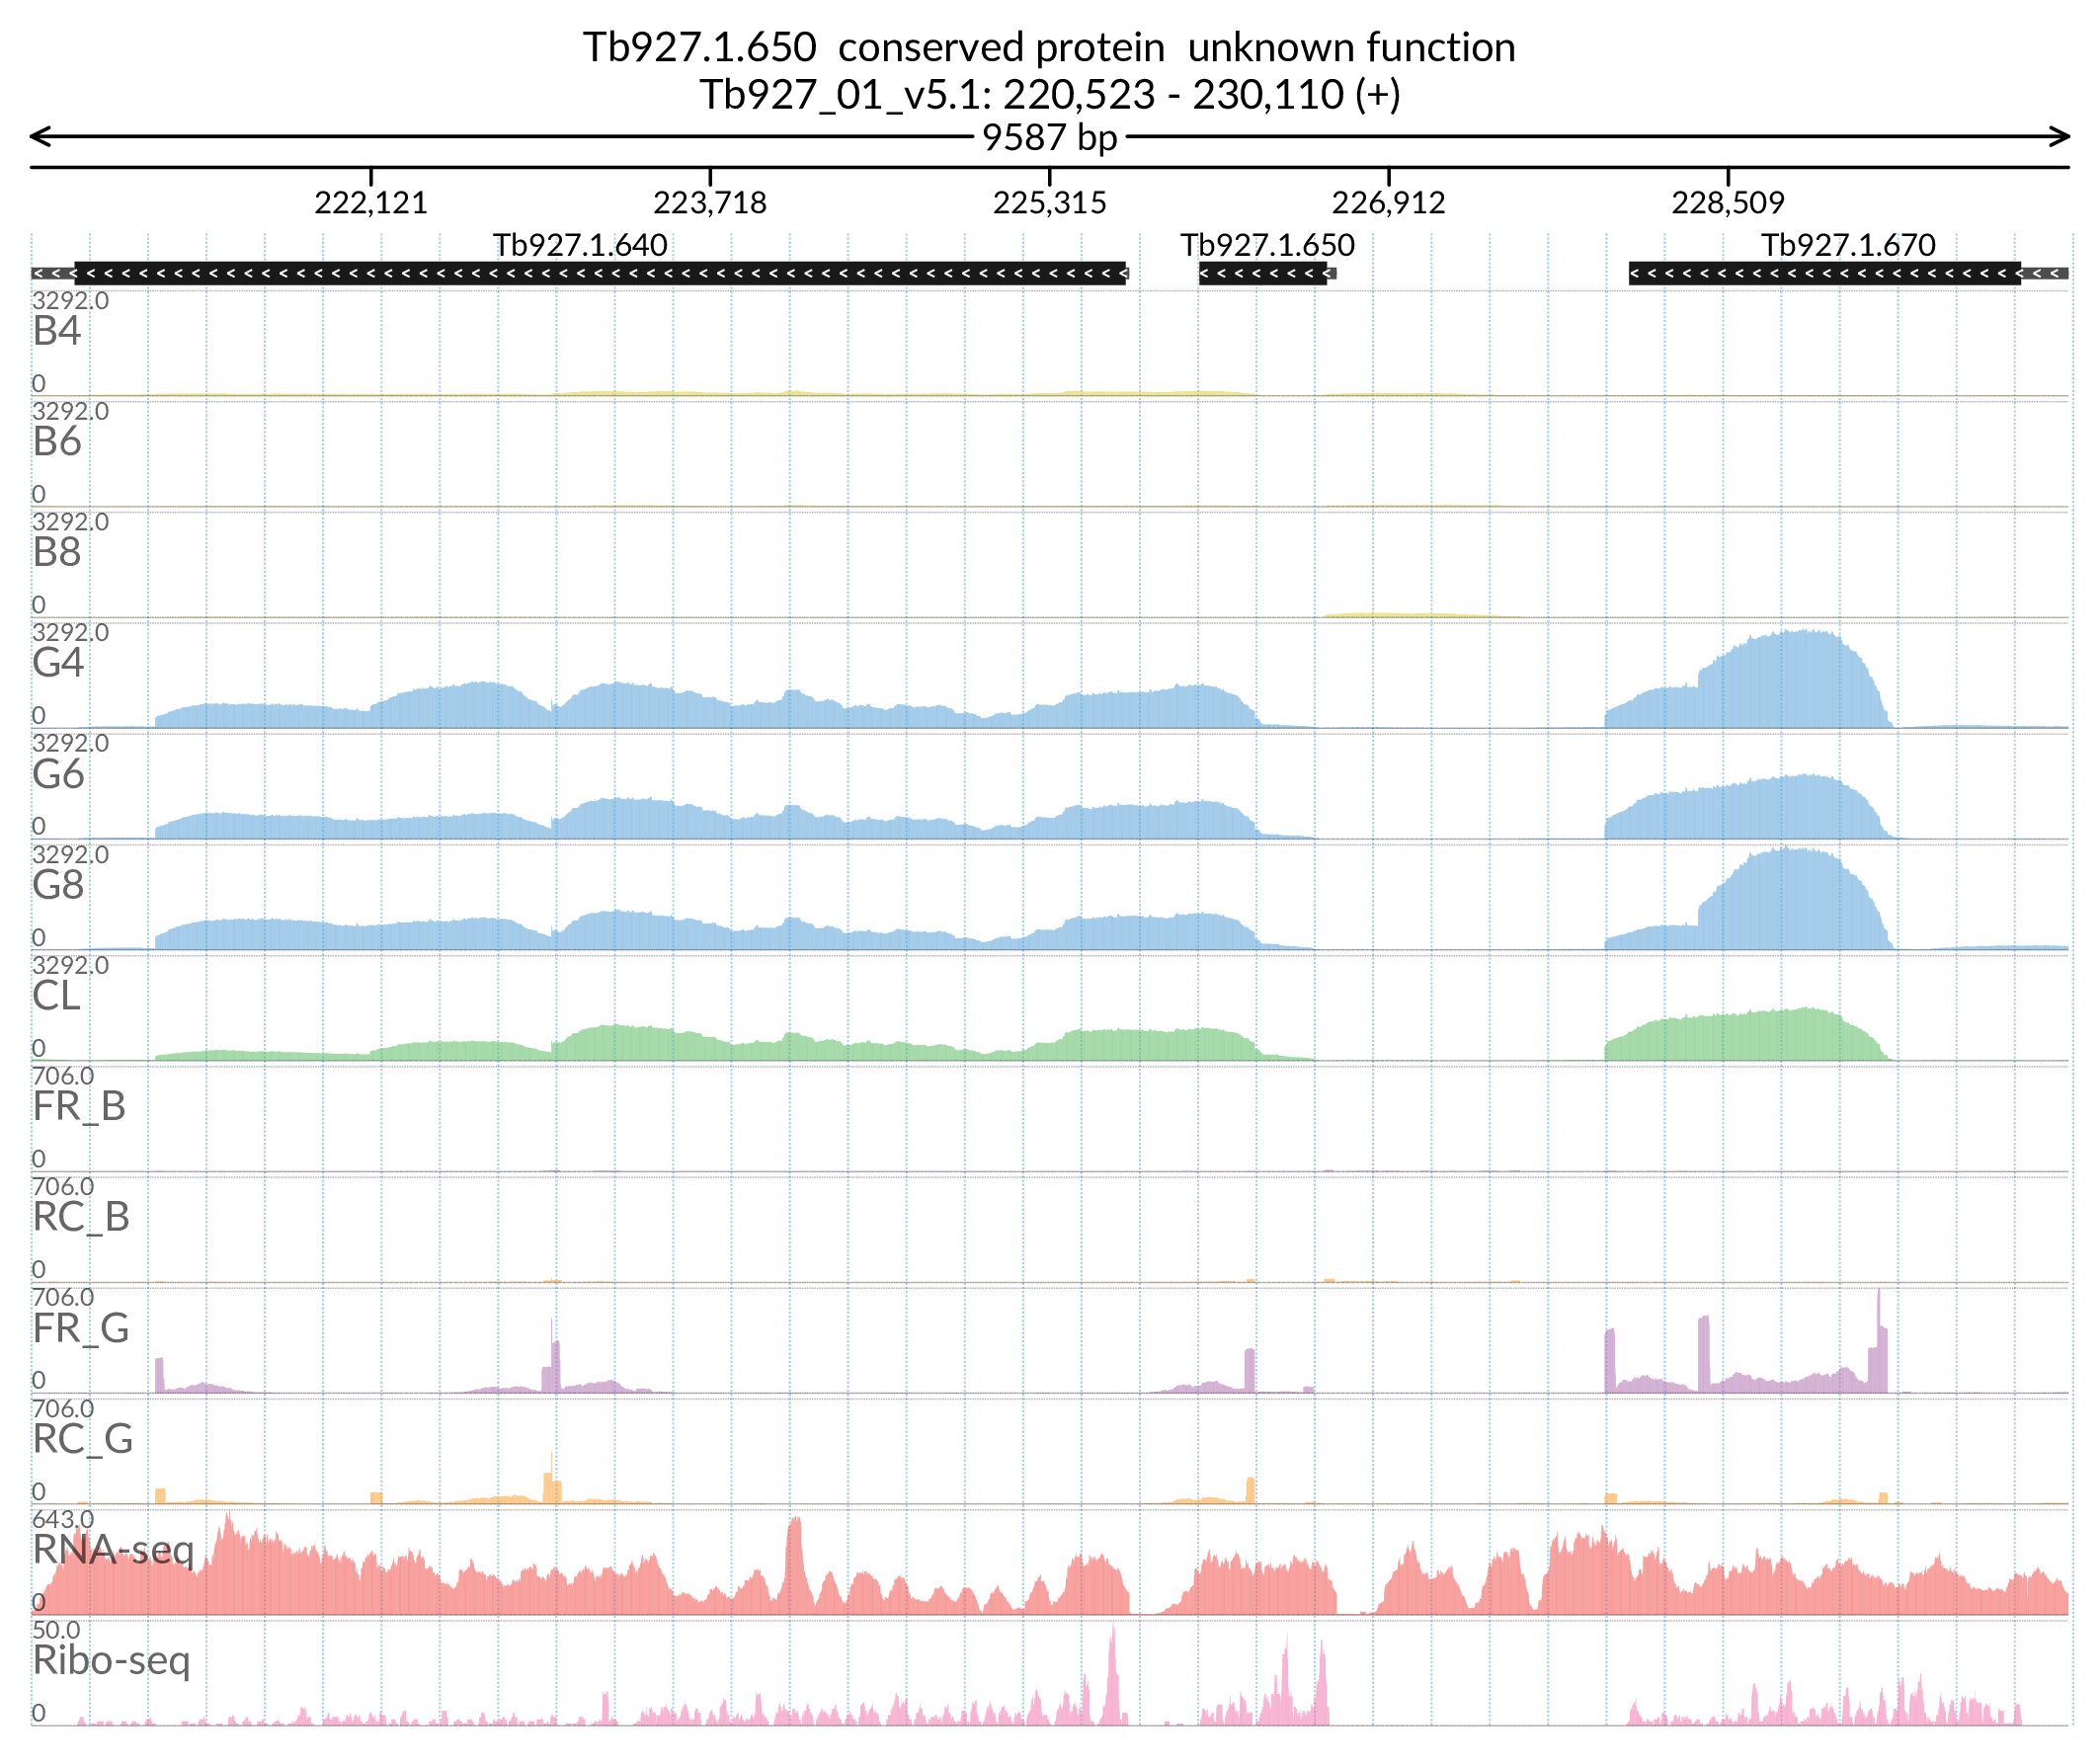 Tb927.1.650 conserved protein unknown function
Tb927_01_v5.1: 220,523 - 230,110 (+)
9587 bp
222,121 223,718 225,315 226,912 228,509
Tb927.1.640 Tb927.1.650 Tb927.1.670
3292.0
B4
0
3292.0
B6
0
3292.0
B8
0
3292.0
G4
0
3292.0
G6
0
3292.0
G8
0
3292.0
CL
0
706.0
FR_B
0
706.0
RC_B
0
706.0
FR_G
0
706.0
RC_G
0
643.0
RNA-seq
0
50.0
Ribo-seq
0